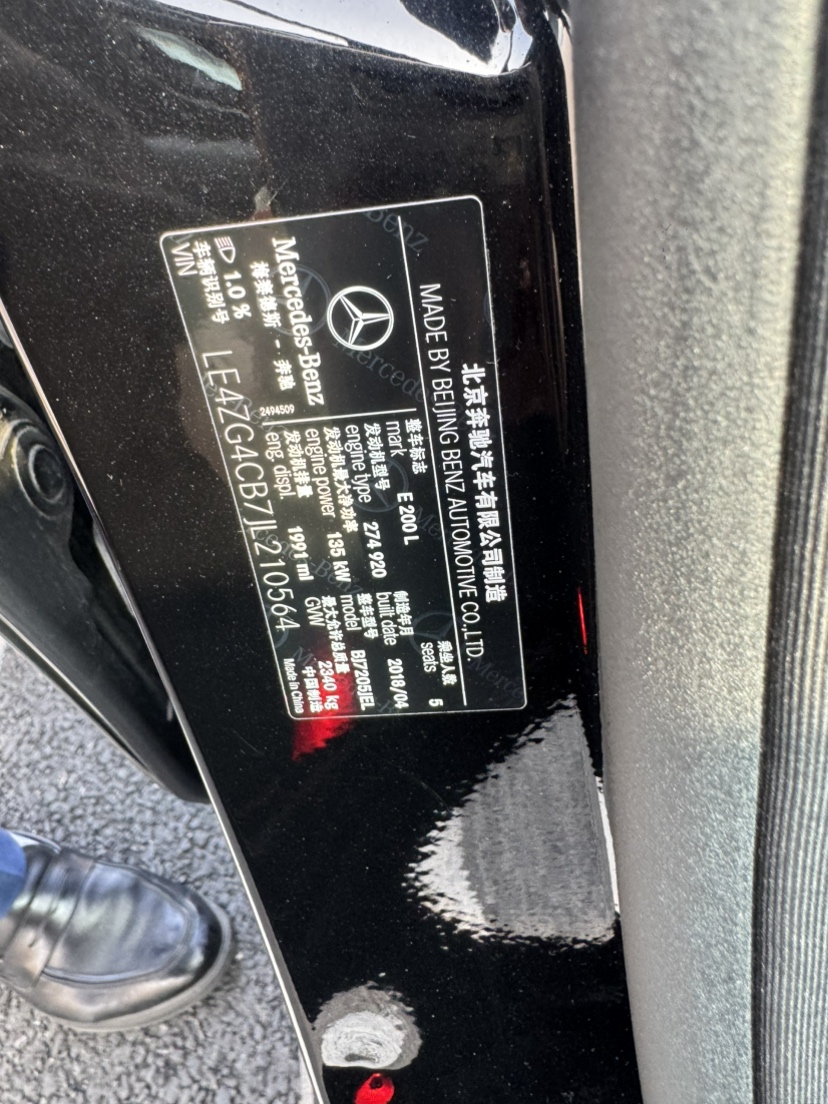 北京奔驰汽车有限公司制造
MADE BY BEIJING BENZ AUTOMOTIVE CO.,LTD.
Mercedes-Benz
梅赛德斯-奔驰
1.0 %
2494509
整车标志
mark E 200 L
乘坐人数
seats 5
发动机型号
engine type 274 920
制造年月
built date 2018/04
发动机最大净功率
engine power 135 kW
整车型号
model BJ7205JEL
发动机排量
eng. displ. 1991 ml
最大允许总质量
GVW 2340 kg
车辆识别号
VIN LE4ZG4CB7JL210564
中国制造
Made in China